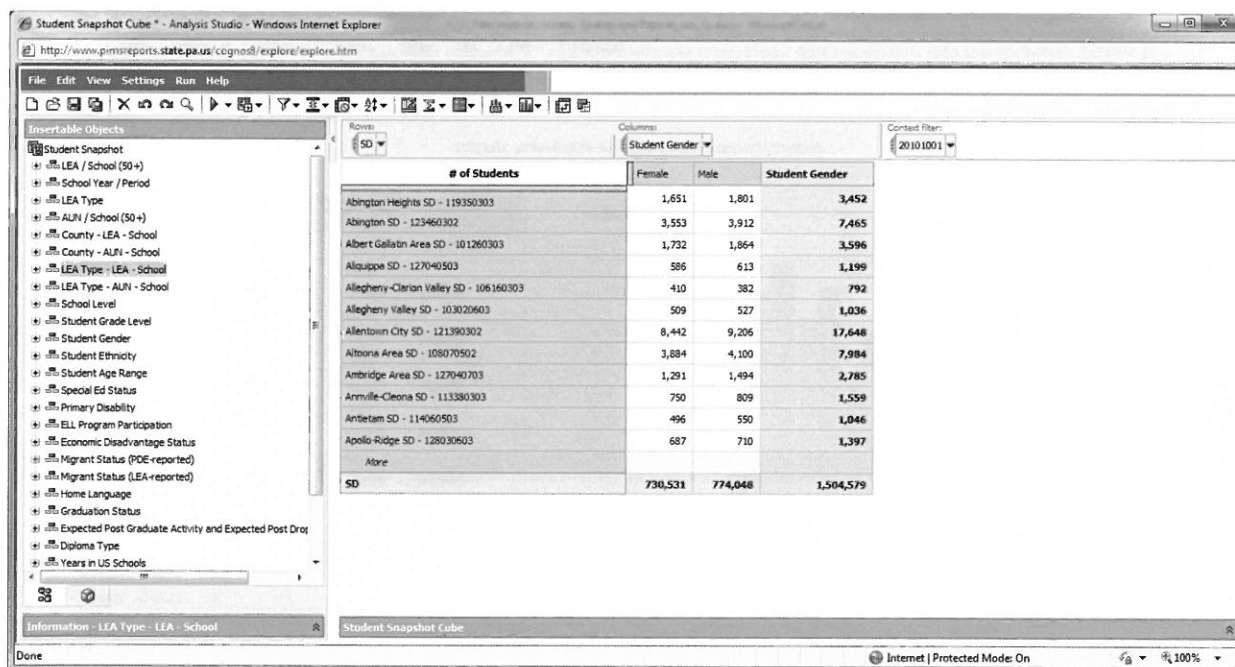 Student Snapshot Cube * - Analysis Studio - Windows Internet Explorer
http://www.pimsreports.state.pa.us/cognos8/explore/explore.htm
File Edit View Settings Run Help
Insertable Objects
Student Snapshot
LEA / School (50+)
School Year / Period
LEA Type
AUN / School (50+)
County - LEA - School
County - AUN - School
LEA Type - LEA - School
LEA Type - AUN - School
School Level
Student Grade Level
Student Gender
Student Ethnicity
Student Age Range
Special Ed Status
Primary Disability
ELL Program Participation
Economic Disadvantage Status
Migrant Status (PDE-reported)
Migrant Status (LEA-reported)
Home Language
Graduation Status
Expected Post Graduate Activity and Expected Post Drop
Diploma Type
Years in US Schools
Information - LEA Type - LEA - School
Rows: Columns: Context filter:
SD Student Gender 20101001
# of Students Female Male Student Gender
Abington Heights SD - 119350303 1,651 1,801 3,452
Abington SD - 123460302 3,553 3,912 7,465
Albert Gallatin Area SD - 101260303 1,732 1,864 3,596
Aliquippa SD - 127040503 586 613 1,199
Allegheny-Clarion Valley SD - 106160303 410 382 792
Allegheny Valley SD - 103020603 509 527 1,036
Allentown City SD - 121390302 8,442 9,206 17,648
Altoona Area SD - 108070502 3,884 4,100 7,984
Ambridge Area SD - 127040703 1,291 1,494 2,785
Annville-Cleona SD - 113380303 750 809 1,559
Antietam SD - 114060503 496 550 1,046
Apollo-Ridge SD - 128030603 687 710 1,397
More
SD 730,531 774,048 1,504,579
Student Snapshot Cube
Done Internet | Protected Mode: On 100%